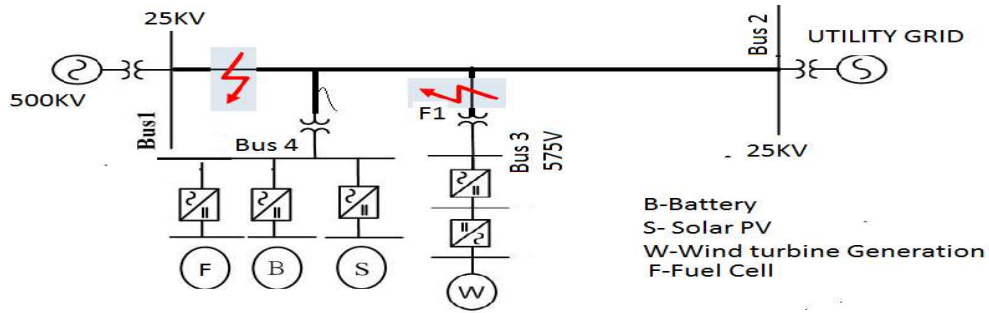 25KV
Bus 2
UTILITY GRID
500KV
Bus1
F1
Bus 4
Bus 3
575V
25KV
B-Battery
S- Solar PV
W-Wind turbine Generation
F-Fuel Cell
F
B
S
W